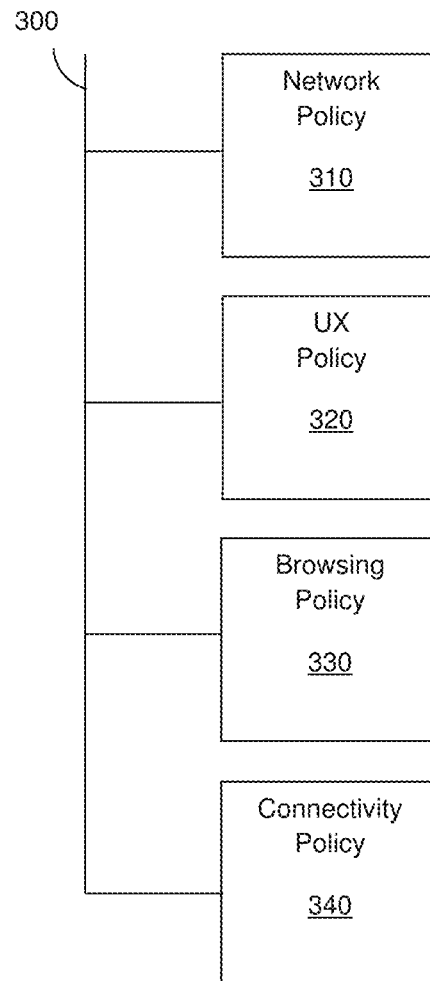 300
Network
Policy
310
UX
Policy
320
Browsing
Policy
330
Connectivity
Policy
340